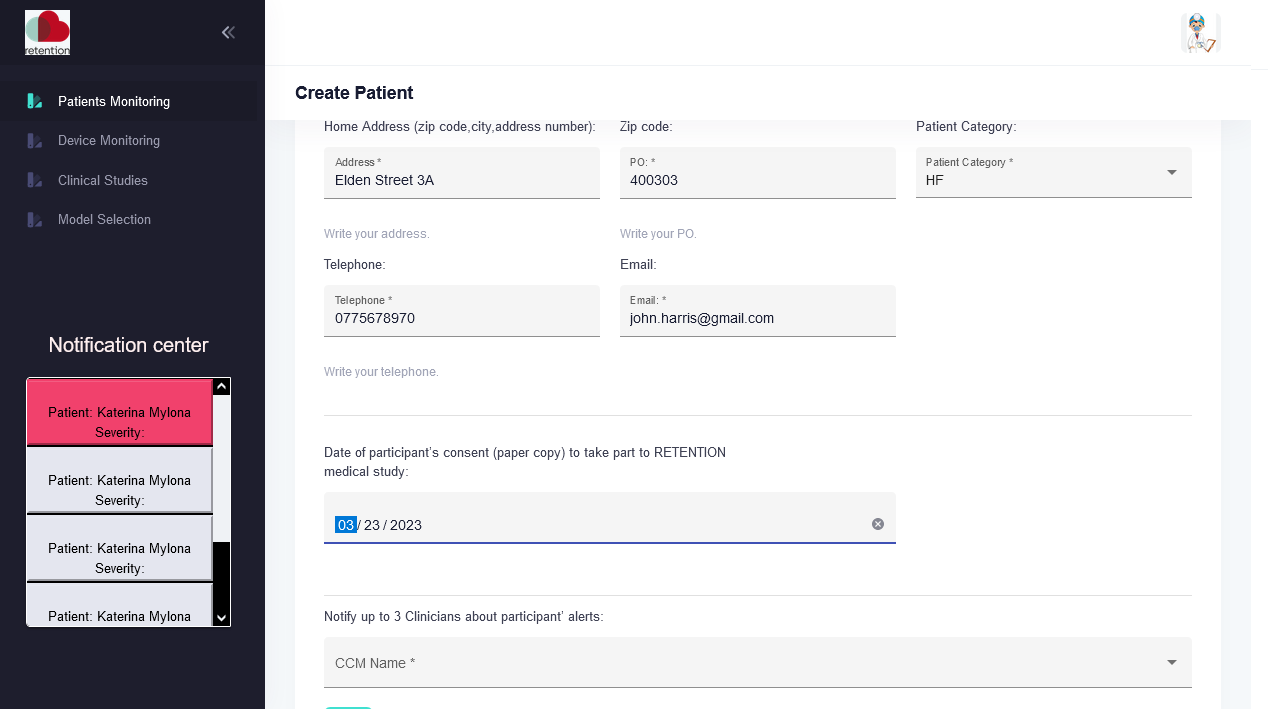 retention
Patients Monitoring
Device Monitoring
Clinical Studies
Model Selection
Notification center
Patient: Katerina Mylona
Severity:
Patient: Katerina Mylona
Severity:
Patient: Katerina Mylona
Severity:
Patient: Katerina Mylona
Create Patient
Home Address (zip code,city,address number):
Zip code:
Patient Category:
Address *
Elden Street 3A
PO: *
400303
Patient Category *
HF
Write your address.
Write your PO.
Telephone:
Email:
Telephone *
0775678970
Email: *
john.harris@gmail.com
Write your telephone.
Date of participant's consent (paper copy) to take part to RETENTION
medical study:
03 / 23 / 2023
Notify up to 3 Clinicians about participant' alerts:
CCM Name *